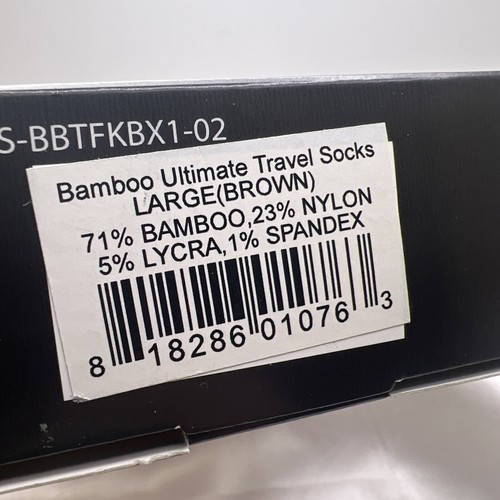 S-BBTFKBX1-02
Bamboo Ultimate Travel Socks
LARGE(BROWN)
71% BAMBOO,23% NYLON
5% LYCRA,1% SPANDEX
8 18286 01076 3